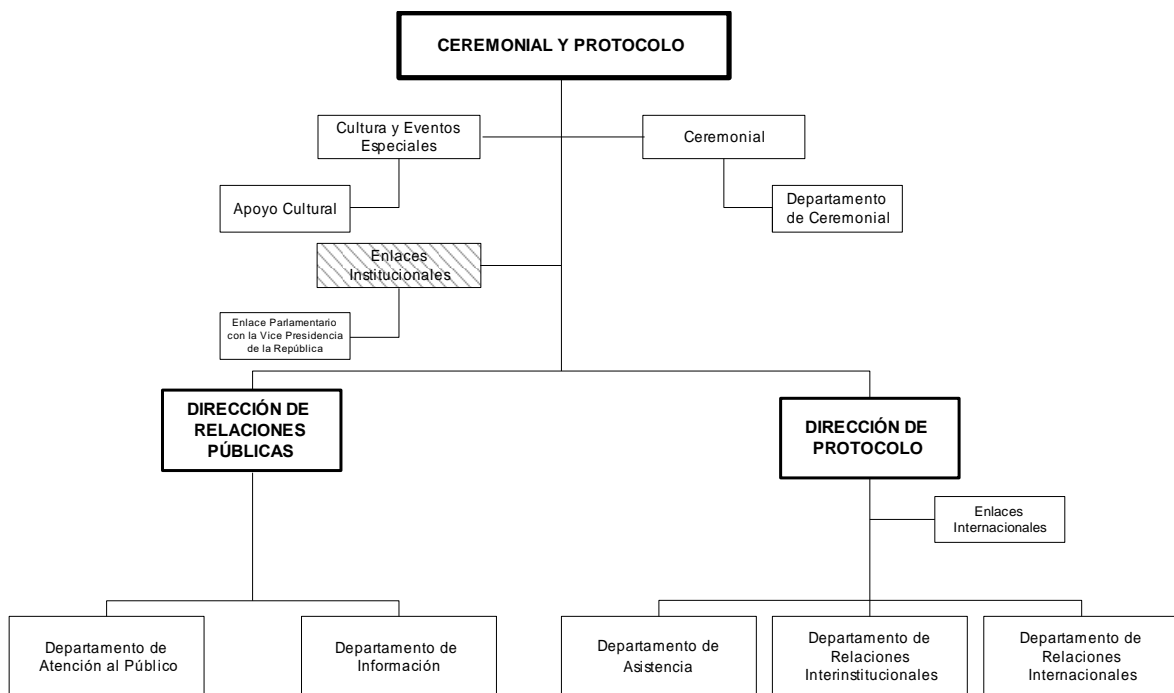 CEREMONIAL Y PROTOCOLO
Cultura y Eventos
Especiales
Ceremonial
Apoyo Cultural
Departamento
de Ceremonial
Enlaces
Institucionales
Enlace Parlamentario
con la Vice Presidencia
de la República
DIRECCIÓN DE
RELACIONES
PÚBLICAS
DIRECCIÓN DE
PROTOCOLO
Enlaces
Internacionales
Departamento de
Atención al Público
Departamento de
Información
Departamento de
Asistencia
Departamento de
Relaciones
Interinstitucionales
Departamento de
Relaciones
Internacionales